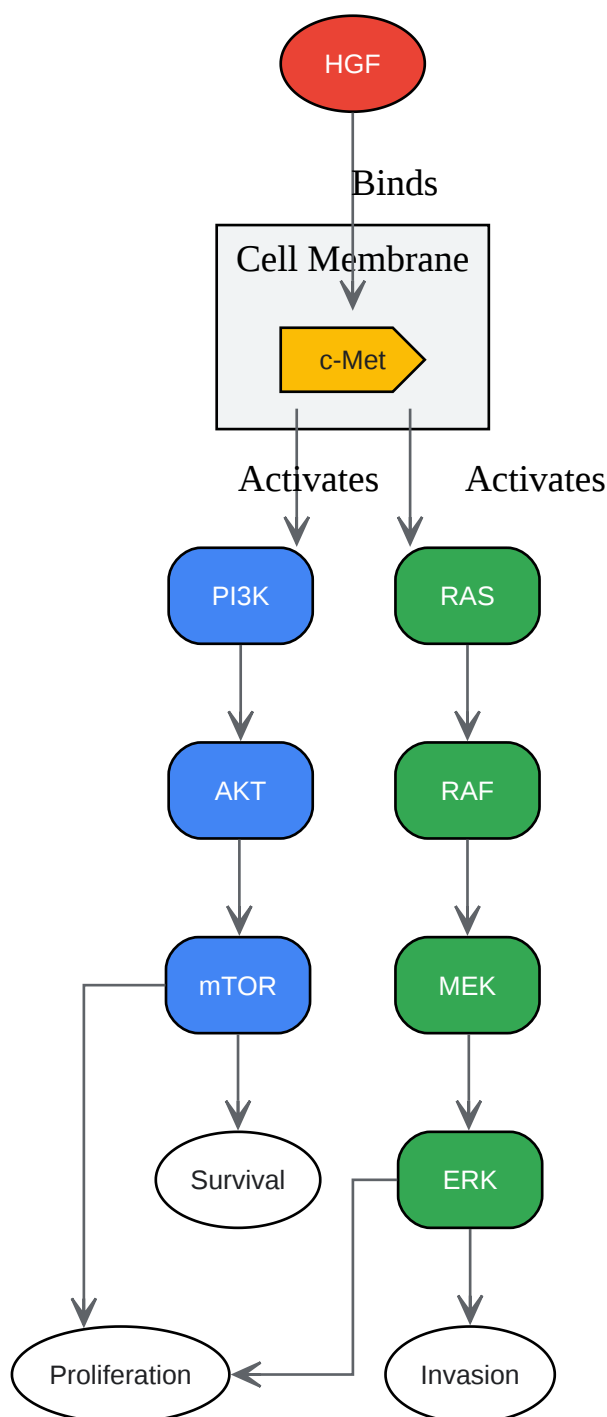 HGF
Binds
Cell Membrane
c-Met
Activates
Activates
PI3K
RAS
AKT
RAF
mTOR
MEK
Survival
ERK
Proliferation
Invasion